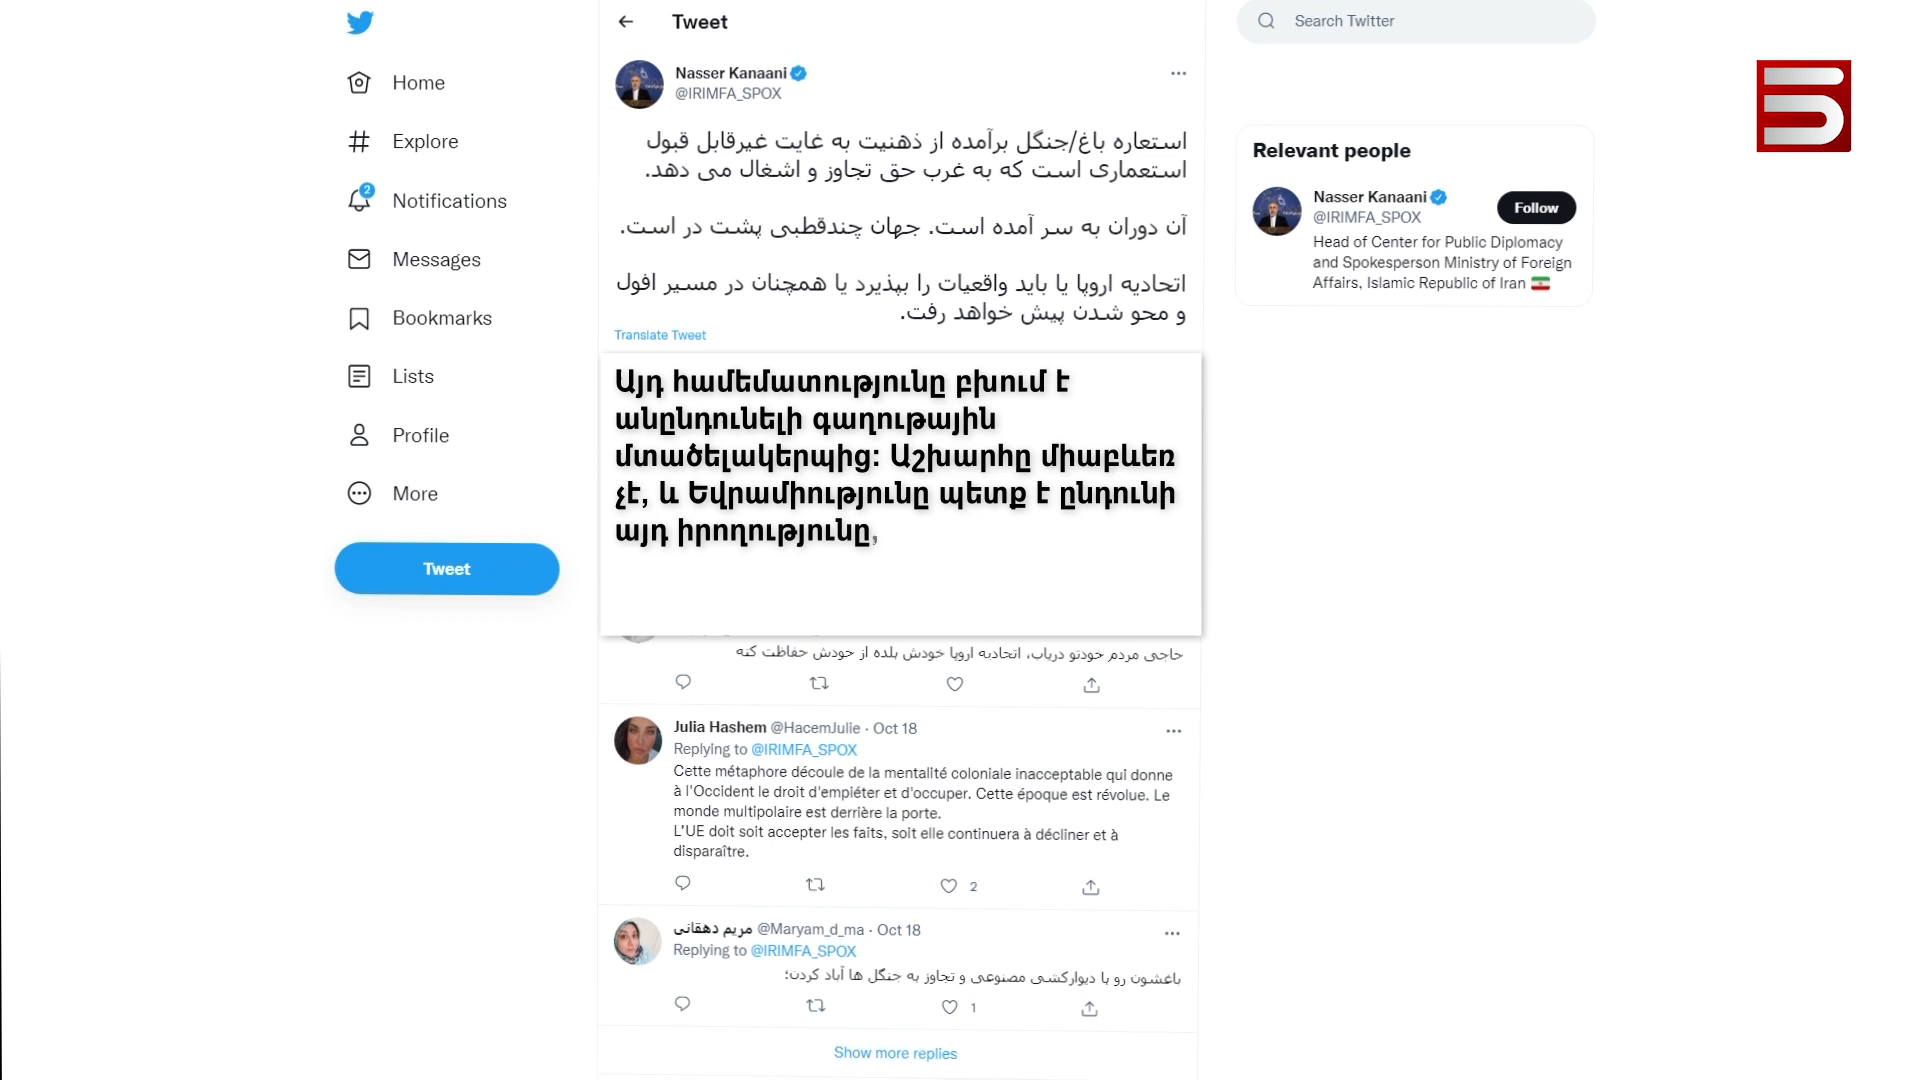 Tweet
Search Twitter
Home
Explore
2
Notifications
Messages
Bookmarks
Lists
Profile
More
Tweet
Nasser Kanaani
@IRIMFA_SPOX
استعاره باغ/جنگل برآمده از ذهنیت به غایت غیرقابل قبول
استعماری است که به غرب حق تجاوز و اشغال می دهد.
آن دوران به سر آمده است. جهان چندقطبی پشت در است.
اتحادیه اروپا یا باید واقعیات را بپذیرد یا همچنان در مسیر افول
و محو شدن پیش خواهد رفت.
Translate Tweet
Այդ համեմատությունը բխում է
անընդունելի գաղութային
մտածելակերպից: Աշխարհը միաբևեռ
չէ, և Եվրամիությունը պետք է ընդունի
այդ իրողությունը,
حاجی مردم خودتو دریاب، اتحادیه اروپا خودش بلده از خودش حفاظت کنه
Julia Hashem @HacemJulie · Oct 18
Replying to @IRIMFA_SPOX
Cette métaphore découle de la mentalité coloniale inacceptable qui donne
à l'Occident le droit d'empiéter et d'occuper. Cette époque est révolue. Le
monde multipolaire est derrière la porte.
L'UE doit soit accepter les faits, soit elle continuera à décliner et à
disparaître.
2
مریم دهقانی @Maryam_d_ma · Oct 18
Replying to @IRIMFA_SPOX
باغشون رو با دیوارکشی مصنوعی و تجاوز به جنگل ها آباد کردن؛
1
Show more replies
Relevant people
Nasser Kanaani
@IRIMFA_SPOX
Follow
Head of Center for Public Diplomacy
and Spokesperson Ministry of Foreign
Affairs, Islamic Republic of Iran
5